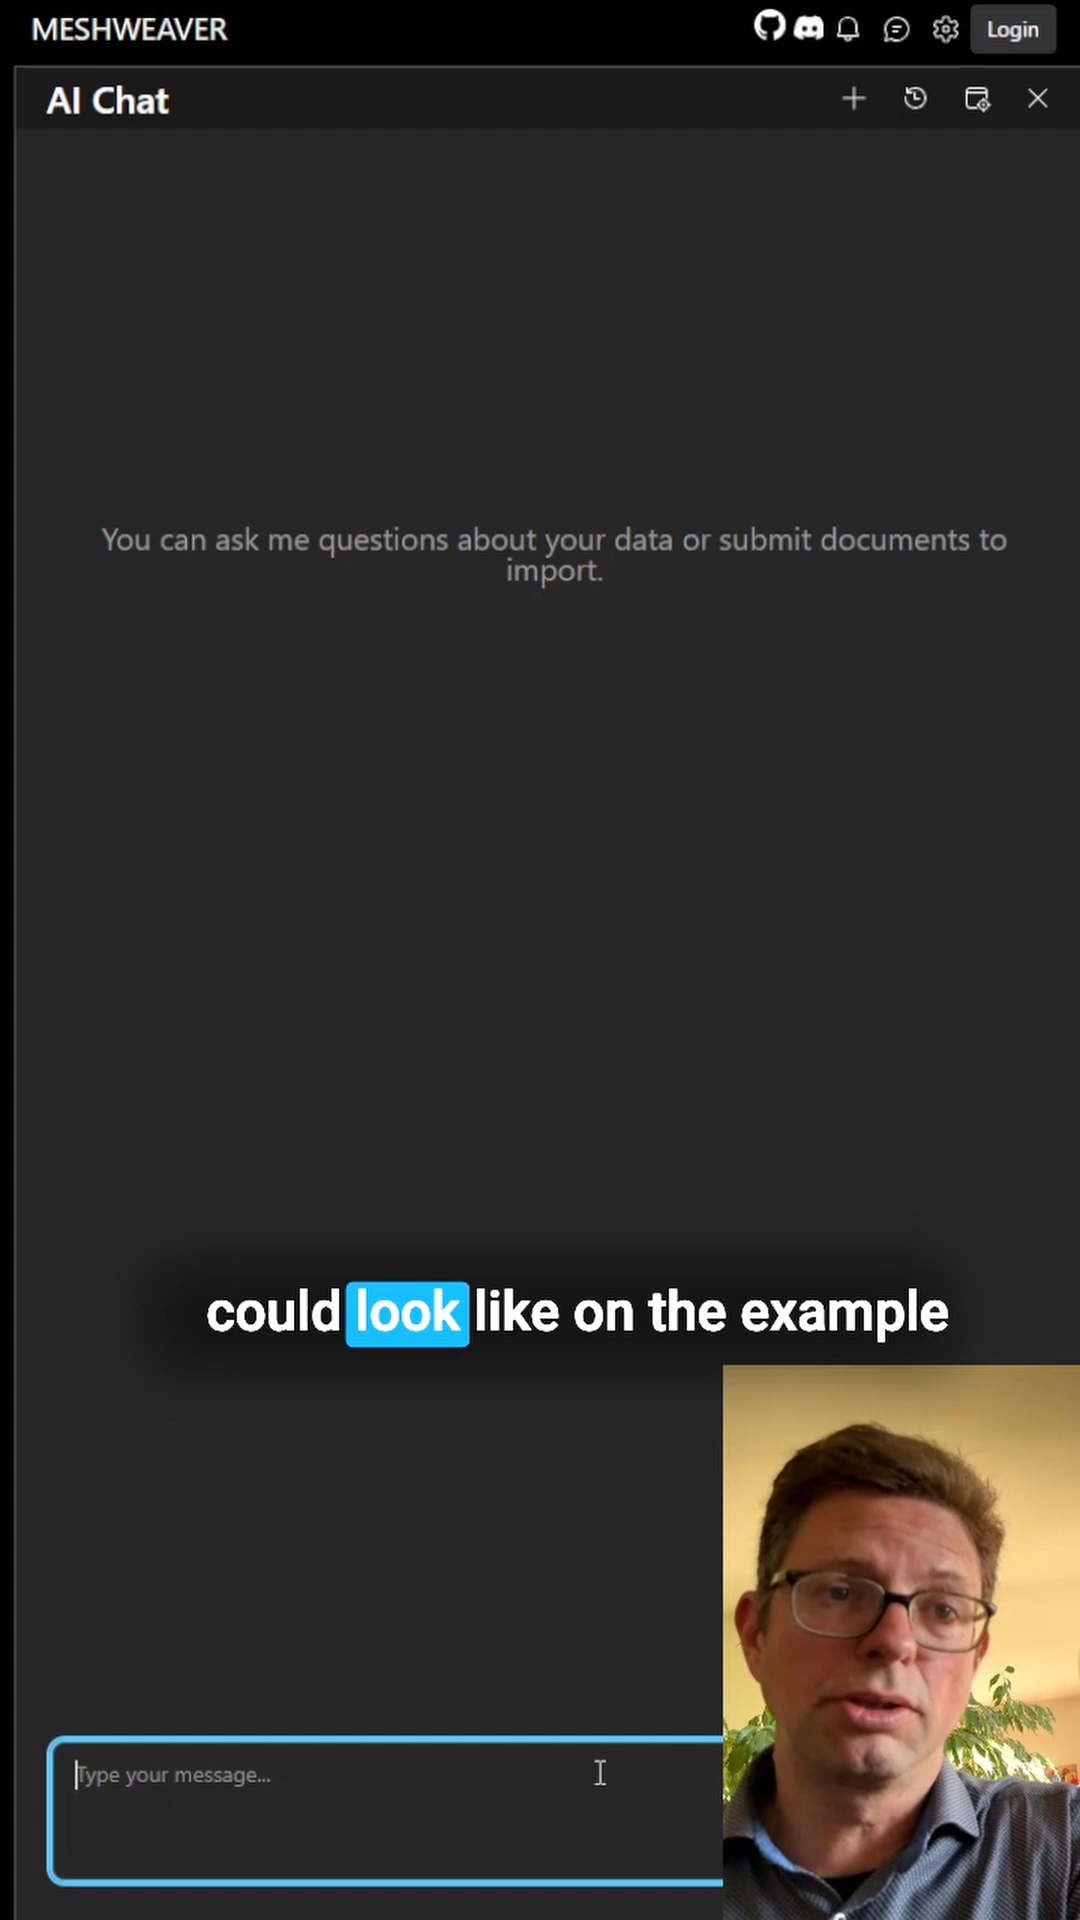 MESHWEAVER
Login
AI Chat
You can ask me questions about your data or submit documents to
import.
could look like on the example
Type your message...